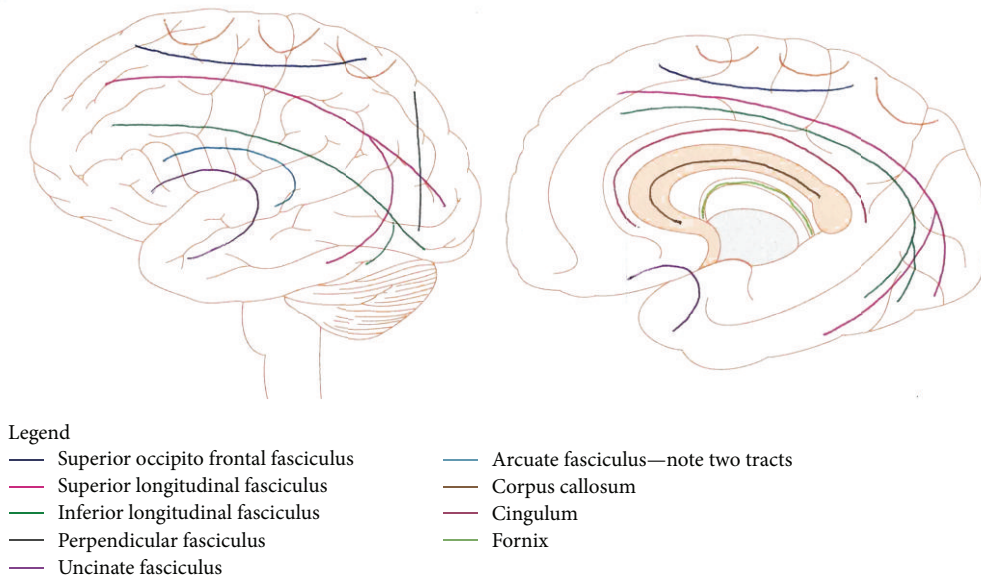 Legend
Superior occipito frontal fasciculus
Superior longitudinal fasciculus
Inferior longitudinal fasciculus
Perpendicular fasciculus
Uncinate fasciculus
Arcuate fasciculus—note two tracts
Corpus callosum
Cingulum
Fornix